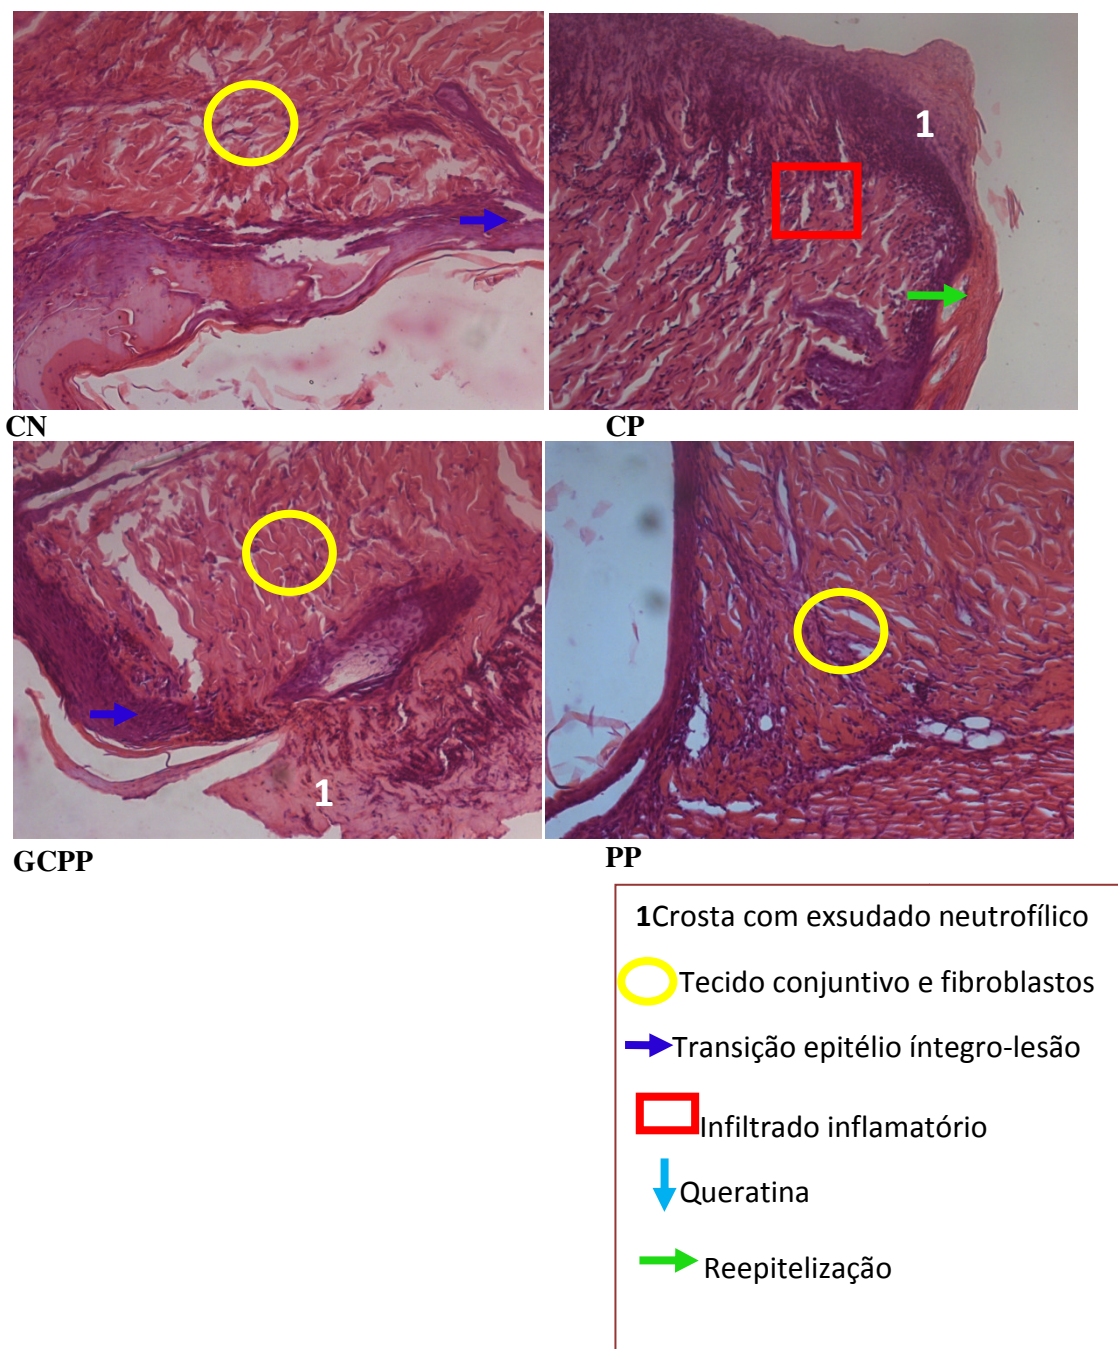 1
CN
CP
1
GCPP
PP
1Crosta com exsudado neutrofílico
Tecido conjuntivo e fibroblastos
Transição epitélio íntegro-lesão
Infiltrado inflamatório
Queratina
Reepitelização